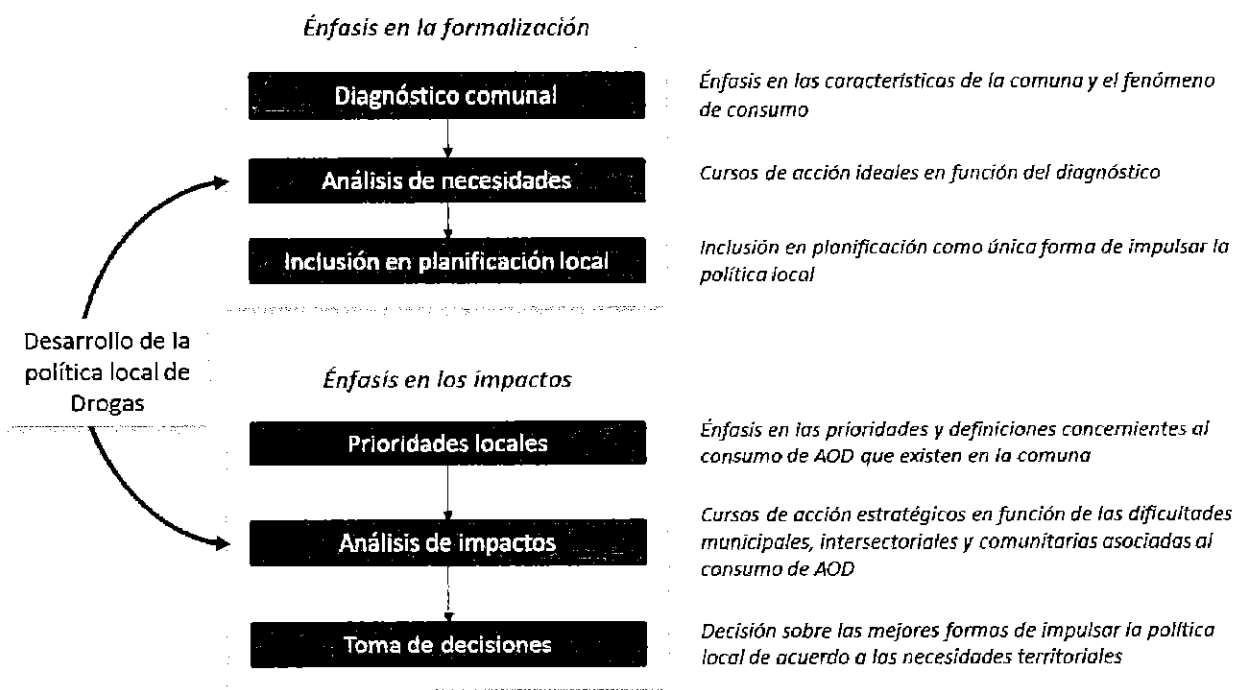 Énfasis en la formalización
Diagnóstico comunal
Énfasis en las características de la comuna y el fenómeno
de consumo
Análisis de necesidades
Cursos de acción ideales en función del diagnóstico
Inclusión en planificación local
Inclusión en planificación como única forma de impulsar la
política local
Desarrollo de la
política local de
Drogas
Énfasis en los impactos
Prioridades locales
Énfasis en las prioridades y definiciones concernientes al
consumo de AOD que existen en la comuna
Análisis de impactos
Cursos de acción estratégicos en función de las dificultades
municipales, intersectoriales y comunitarias asociadas al
consumo de AOD
Toma de decisiones
Decisión sobre las mejores formas de impulsar la política
local de acuerdo a las necesidades territoriales